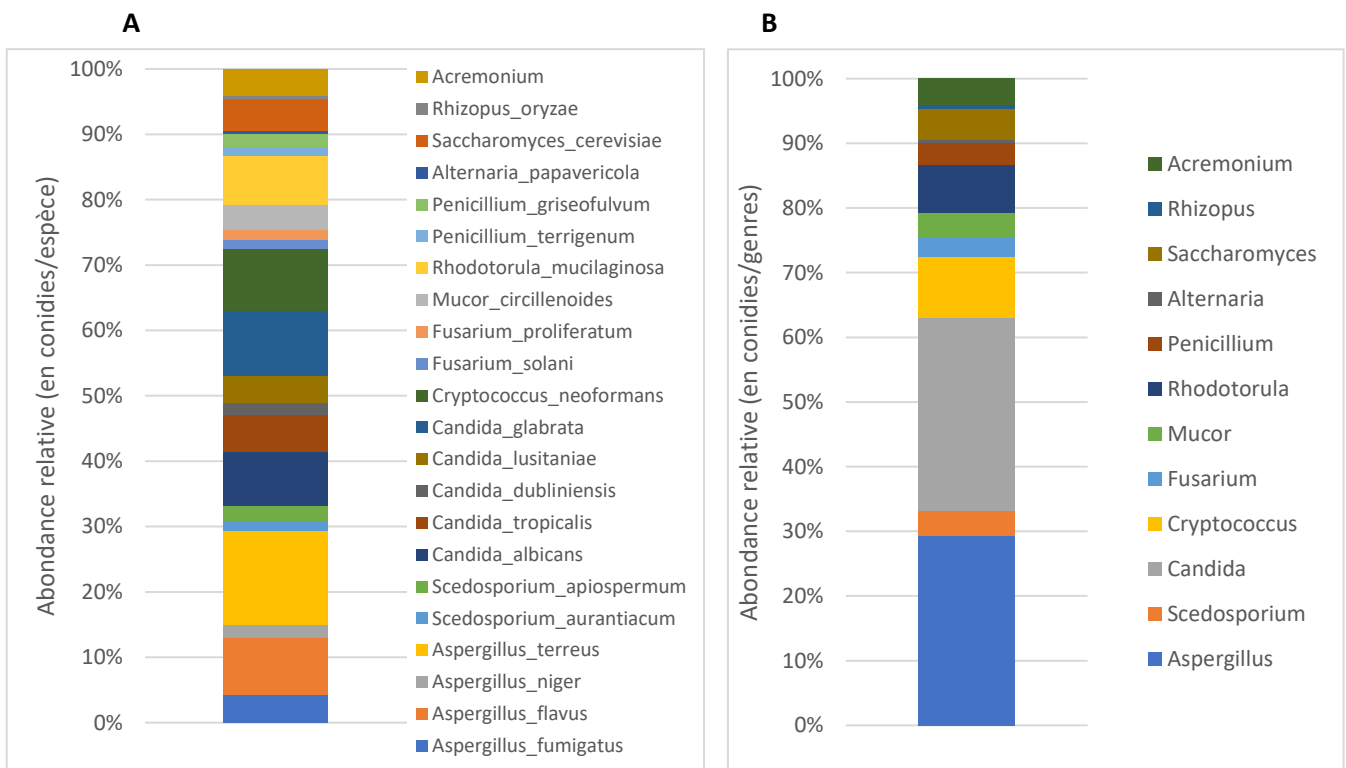 A
Abondance relative (en conidies/espèce)
100%
90%
80%
70%
60%
50%
40%
30%
20%
10%
0%
Acremonium
Rhizopus_oryzae
Saccharomyces_cerevisiae
Alternaria_papavericola
Penicillium_griseofulvum
Penicillium_terrigenum
Rhodotorula_mucilaginosa
Mucor_circillenoides
Fusarium_proliferatum
Fusarium_solani
Cryptococcus_neoformans
Candida_glabrata
Candida_lusitaniae
Candida_dubliniensis
Candida_tropicalis
Candida_albicans
Scedosporium_apiospermum
Scedosporium_aurantiacum
Aspergillus_terreus
Aspergillus_niger
Aspergillus_flavus
Aspergillus_fumigatus
B
Abondance relative (en conidies/genres)
100%
90%
80%
70%
60%
50%
40%
30%
20%
10%
0%
Acremonium
Rhizopus
Saccharomyces
Alternaria
Penicillium
Rhodotorula
Mucor
Fusarium
Cryptococcus
Candida
Scedosporium
Aspergillus